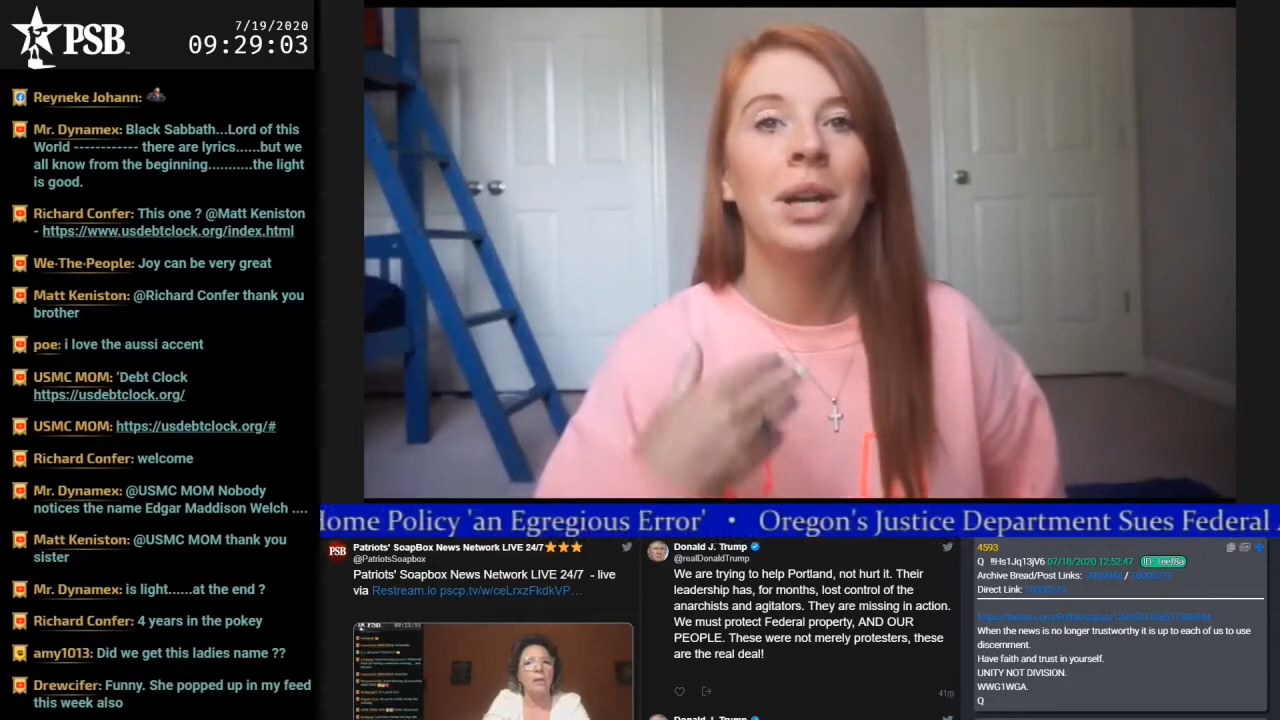 PSB
7/19/2020
09:29:03
Reyneke Johann:
Mr. Dynamex: Black Sabbath...Lord of this
World ------------ there are lyrics......but we
all know from the beginning..........the light
is good.
Richard Confer: This one ? @Matt Keniston
- https://www.usdebtclock.org/index.html
We-The-People: Joy can be very great
Matt Keniston: @Richard Confer thank you
brother
poe: i love the aussi accent
USMC MOM: 'Debt Clock
https://usdebtclock.org/
USMC MOM: https://usdebtclock.org/#
Richard Confer: welcome
Mr. Dynamex: @USMC MOM Nobody
notices the name Edgar Maddison Welch ....
Matt Keniston: @USMC MOM thank you
sister
Mr. Dynamex: is light......at the end ?
Richard Confer: 4 years in the pokey
amy1013: Did we get this ladies name ??
Drewcifer: Funny. She popped up in my feed
this week also
Home Policy 'an Egregious Error' • Oregon's Justice Department Sues Federal
PSB Patriots' SoapBox News Network LIVE 24/7
@PatriotsSoapbox
Patriots' Soapbox News Network LIVE 24/7 - live
via Restream.io pscp.tv/w/ceLrxzFkdkVP...
Donald J. Trump
@realDonaldTrump
We are trying to help Portland, not hurt it. Their
leadership has, for months, lost control of the
anarchists and agitators. They are missing in action.
We must protect Federal property, AND OUR
PEOPLE. These were not merely protesters, these
are the real deal!
41m
Donald J. Trump
4593
Q !!Hs1Jq13jV6 07/18/2020 12:52:47 ID: 1eef8a
Archive Bread/Post Links: /
Direct Link:
When the news is no longer trustworthy it is up to each of us to use
discernment.
Have faith and trust in yourself.
UNITY NOT DIVISION.
WWG1WGA.
Q